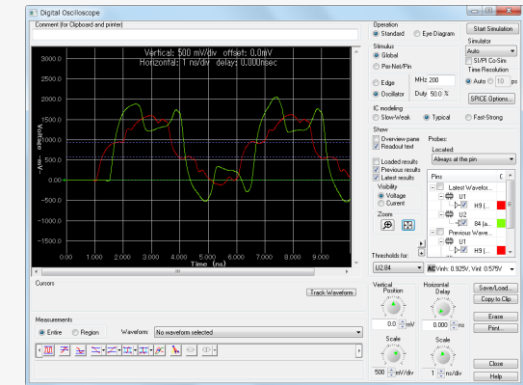 Digital Oscilloscope
Comment (for Clipboard and printer)
Vertical: 500 mV/div offset: 0.0mV
Horizontal: 1 ns/div delay: 0.000nsec
3000.0
2500.0
2000.0
1500.0
1000.0
500.0
0.00
-500.0
-1000.0
-1500.0
Voltage -mV-
0.00 1.000 2.000 3.000 4.000 5.000 6.000 7.000 8.000 9.000
Time (ns)
Cursors
Track Waveform
Measurements
Entire
Region
Waveform:
No waveform selected
Operation
Standard
Eye Diagram
Stimulus
Global
Per-Net/Pin
Edge
MHz 200
Oscillator
Duty 50.0 %
Start Simulation
Simulator
Auto
SI/PI Co-Sim
Time Resolution
Auto
10 ps
SPICE Options...
IC modeling
Slow-Weak
Typical
Fast-Strong
Show
Overview pane
Readout text
Loaded results
Previous results
Latest results
Visibility
Voltage
Current
Zoom
Probes:
Located
Always at the pin
Pins
C
Latest Wavefor...
U1
H9 (...
U2
84 (a...
Previous Wave...
U1
H9 (...
Thresholds for:
U2.84
AC Vinh: 0.925V, Vinl: 0.575V
Vertical
Position
0.0 mV
Scale
500 mV/div
Horizontal
Delay
0.000 ns
Scale
1 ns/div
Save/Load...
Copy to Clip
Erase
Print...
Close
Help